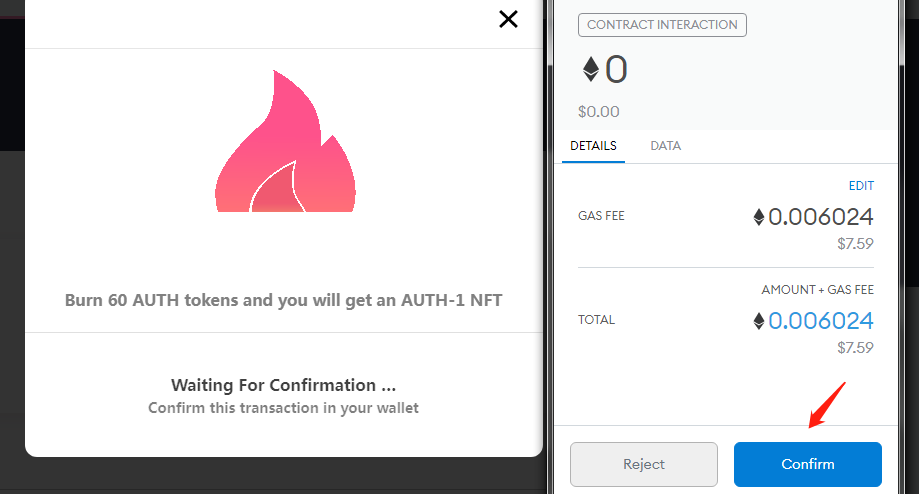 Burn 60 AUTH tokens and you will get an AUTH-1 NFT
Waiting For Confirmation ...
Confirm this transaction in your wallet
CONTRACT INTERACTION
0
$0.00
DETAILS
DATA
EDIT
GAS FEE
0.006024
$7.59
AMOUNT + GAS FEE
TOTAL
0.006024
$7.59
Reject
Confirm